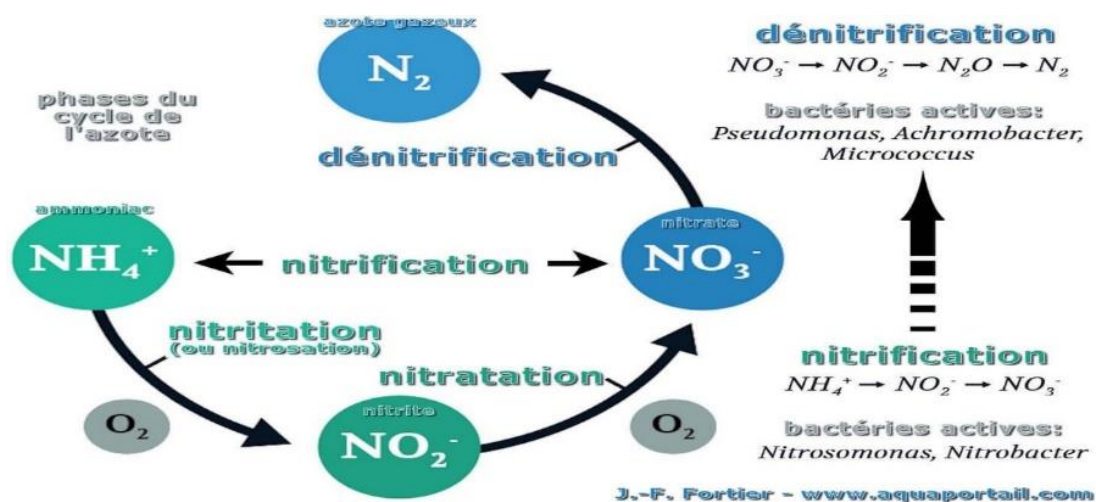 phases du
cycle de
l'azote
azote gazeux
N₂
dénitrification
ammoniac
NH₄⁺
nitrification
nitrate
NO₃⁻
nitritation
(ou nitrosation)
nitratation
O₂
nitrite
NO₂⁻
O₂
dénitrification
NO₃⁻ → NO₂⁻ → N₂O → N₂
bactéries actives:
Pseudomonas, Achromobacter,
Micrococcus
nitrification
NH₄⁺ → NO₂⁻ → NO₃⁻
bactéries actives:
Nitrosomonas, Nitrobacter
J.-F. Fortier - www.aquaportail.com